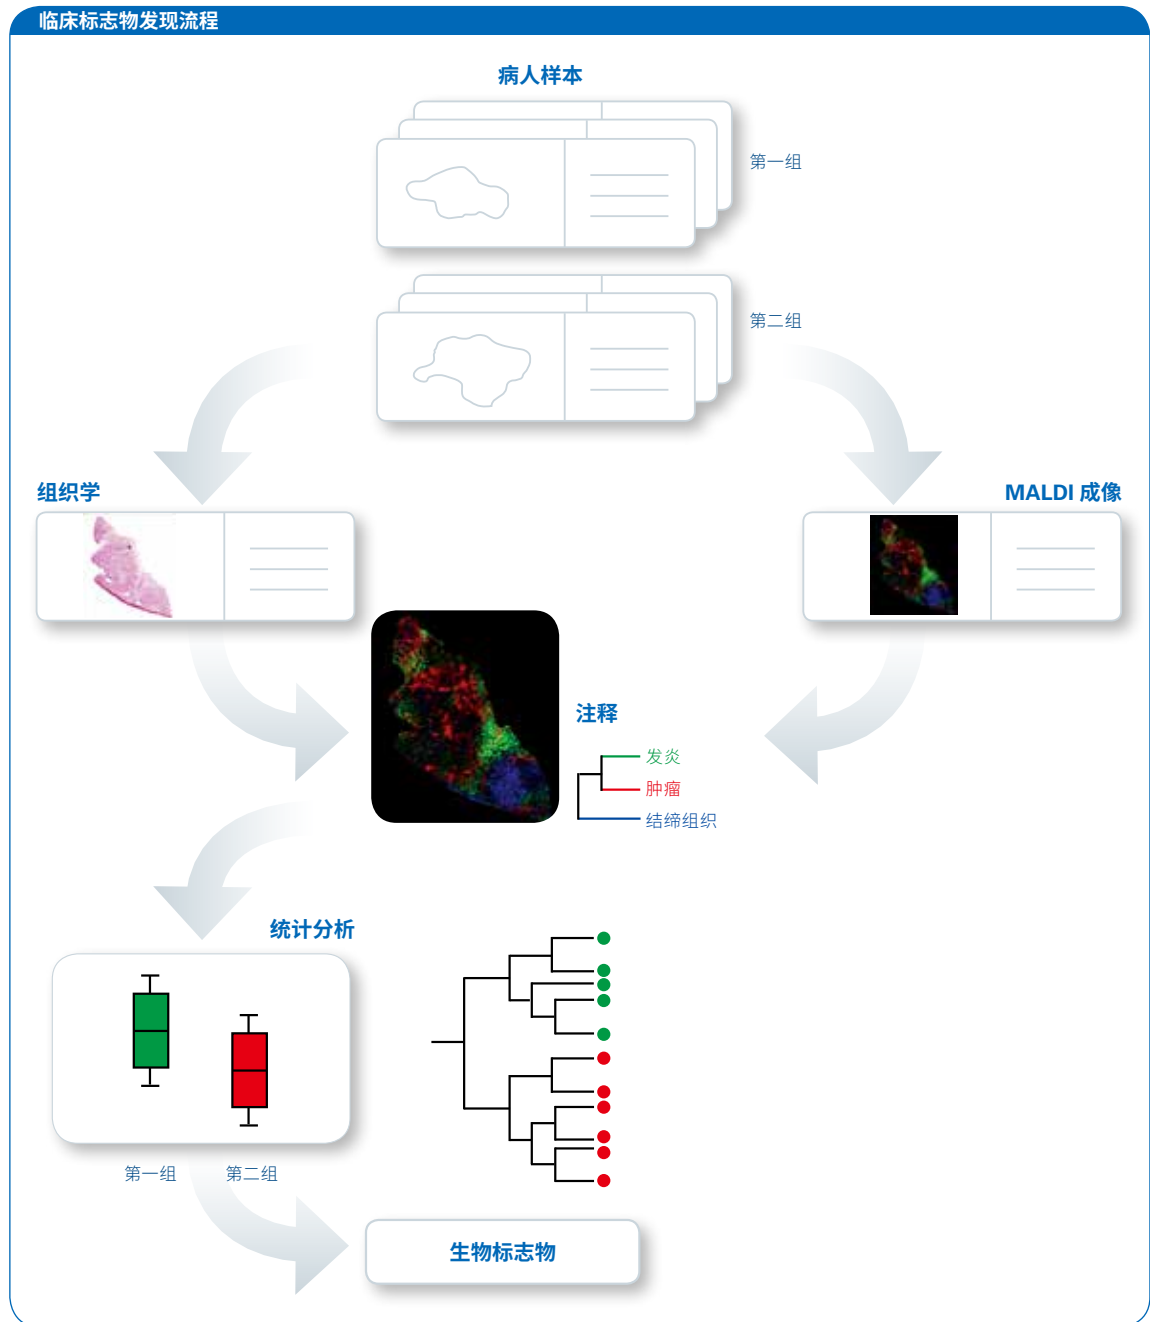 临床标志物发现流程
病人样本
第一组
第二组
组织学
MALDI 成像
注释
发炎
肿瘤
结缔组织
统计分析
第一组
第二组
生物标志物